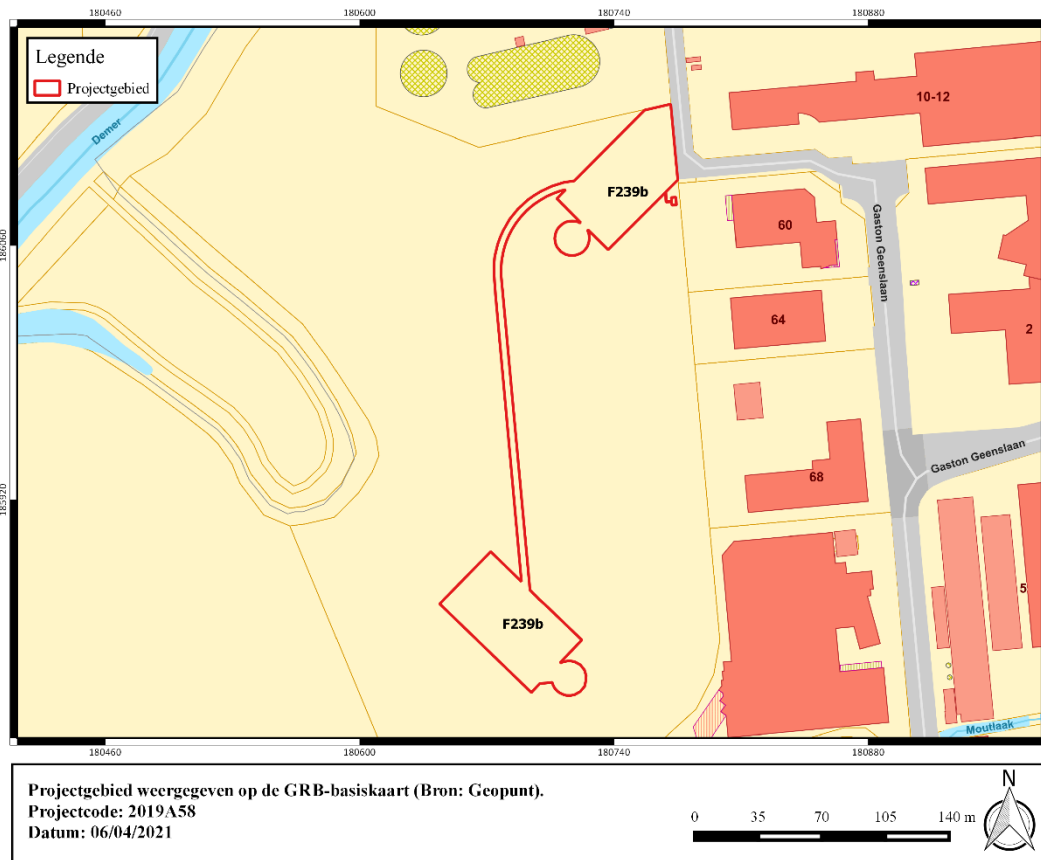 180460 180600 180740 180880
Legende
Projectgebied
Demer
10-12
F239b
60
Gaston Geenslaan
186060
64
2
68
Gaston Geenslaan
185920
5
F239b
Moutlaak
180460 180600 180740 180880
Projectgebied weergegeven op de GRB-basiskaart (Bron: Geopunt).
Projectcode: 2019A58
Datum: 06/04/2021
N
0 35 70 105 140 m